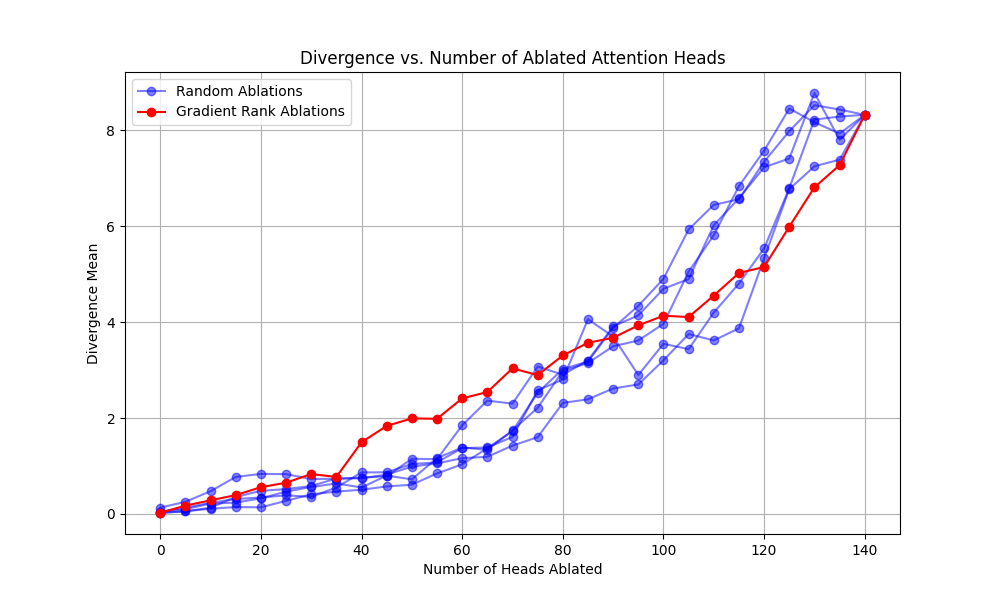 Divergence vs. Number of Ablated Attention Heads
Random Ablations
Gradient Rank Ablations
Divergence Mean
8
6
4
2
0
0 20 40 60 80 100 120 140
Number of Heads Ablated